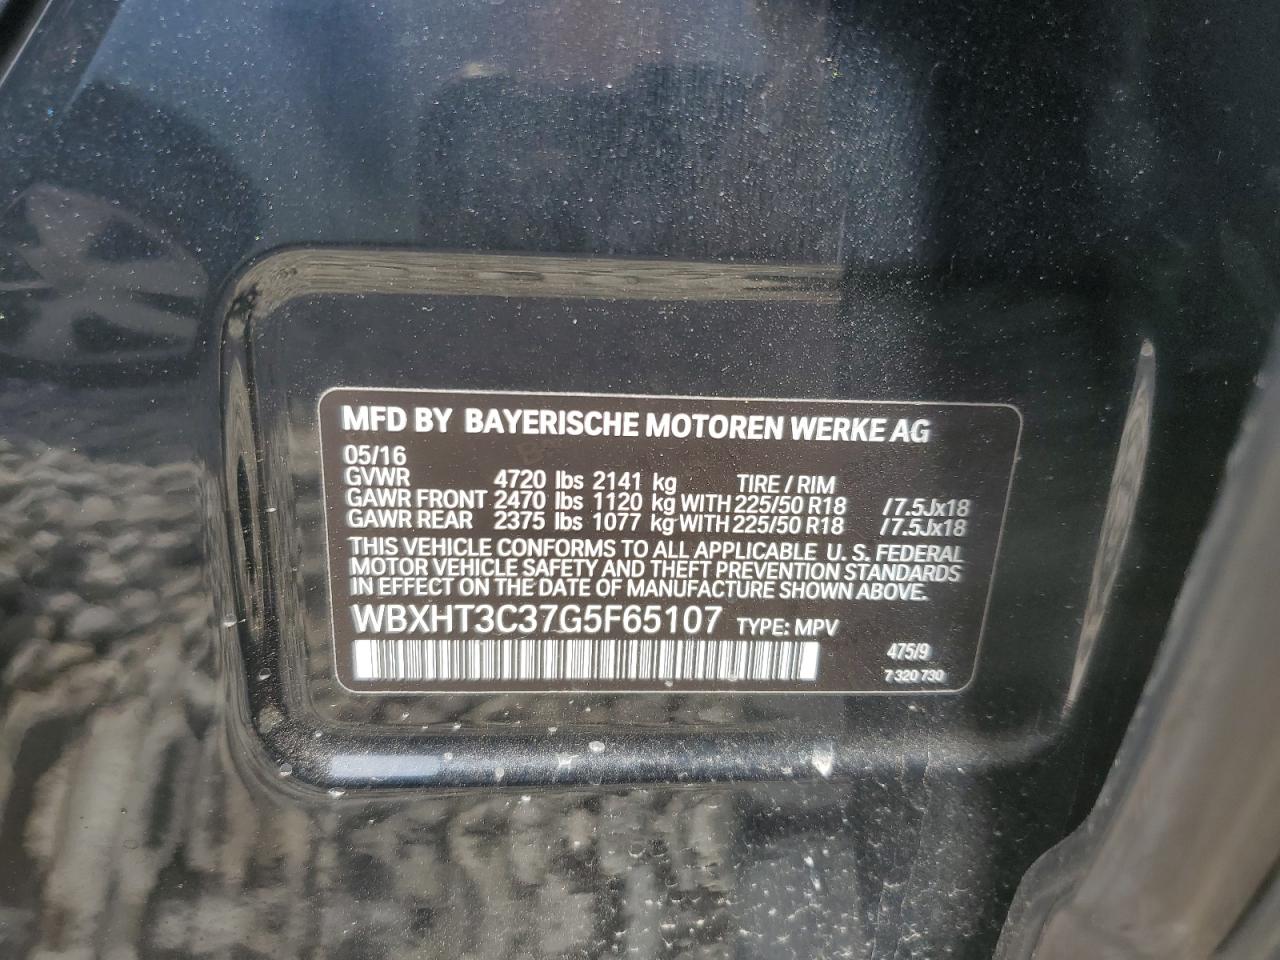 MFD BY BAYERISCHE MOTOREN WERKE AG
05/16
GVWR 4720 lbs 2141 kg TIRE / RIM
GAWR FRONT 2470 lbs 1120 kg WITH 225/50 R18 /7.5Jx18
GAWR REAR 2375 lbs 1077 kg WITH 225/50 R18 /7.5Jx18
THIS VEHICLE CONFORMS TO ALL APPLICABLE U. S. FEDERAL
MOTOR VEHICLE SAFETY AND THEFT PREVENTION STANDARDS
IN EFFECT ON THE DATE OF MANUFACTURE SHOWN ABOVE.
WBXHT3C37G5F65107 TYPE: MPV
475/9
7 320 730